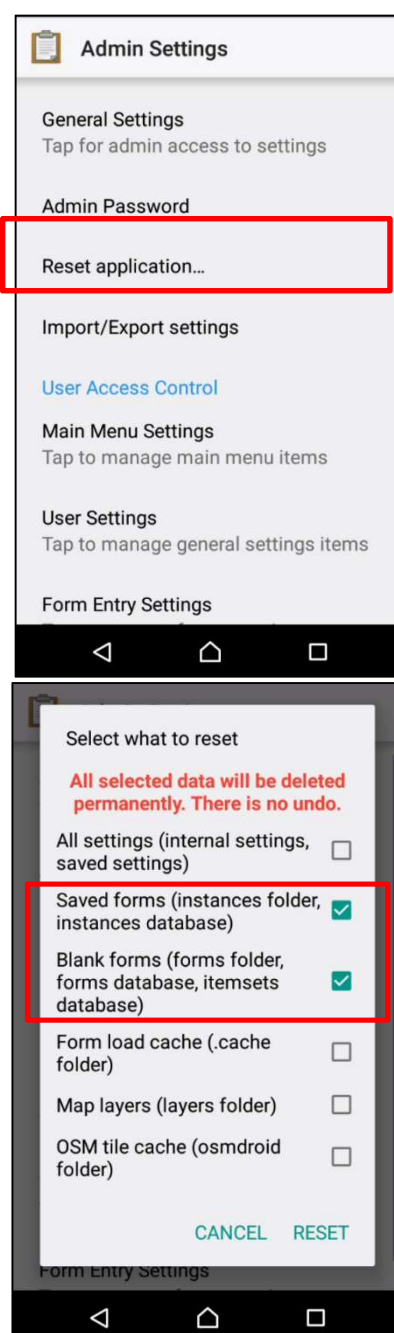 Admin Settings
General Settings
Tap for admin access to settings
Admin Password
Reset application...
Import/Export settings
User Access Control
Main Menu Settings
Tap to manage main menu items
User Settings
Tap to manage general settings items
Form Entry Settings
Select what to reset
All selected data will be deleted
permanently. There is no undo.
All settings (internal settings,
saved settings)
Saved forms (instances folder,
instances database)
Blank forms (forms folder,
forms database, itemsets
database)
Form load cache (.cache
folder)
Map layers (layers folder)
OSM tile cache (osmdroid
folder)
CANCEL RESET
Form Entry Settings